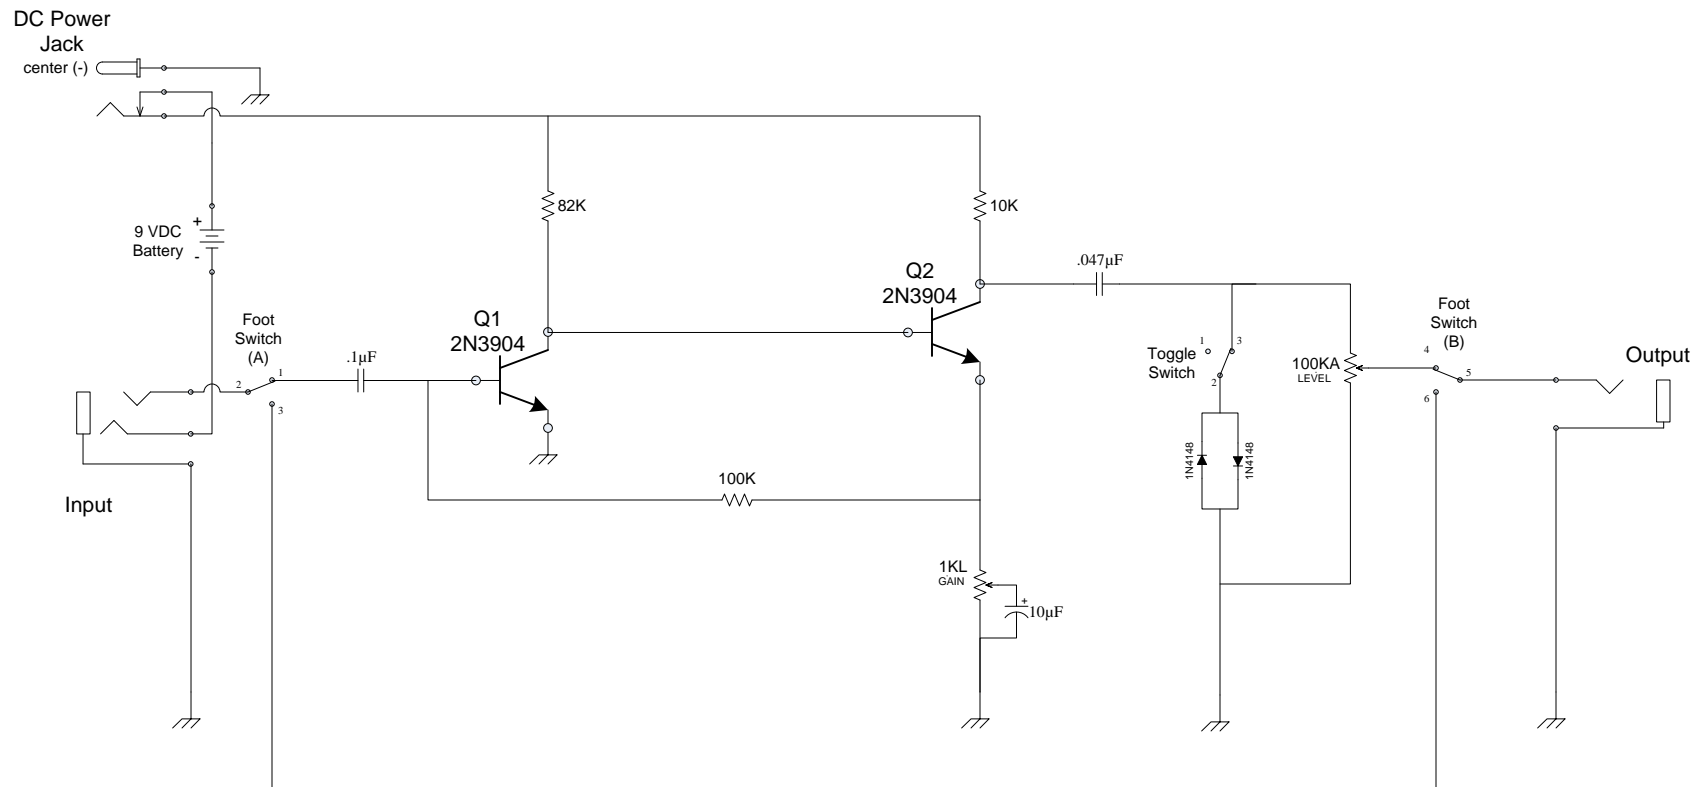 DC Power
Jack
center (-)
82K
10K
+
9 VDC
Battery
-
.047µF
Q2
2N3904
Q1
2N3904
Foot
Switch
(A)
.1µF
1
2
3
Toggle
Switch
1
3
2
100KA
LEVEL
Foot
Switch
(B)
4
5
6
Output
1N4148
1N4148
100K
Input
1KL
GAIN
+
10µF